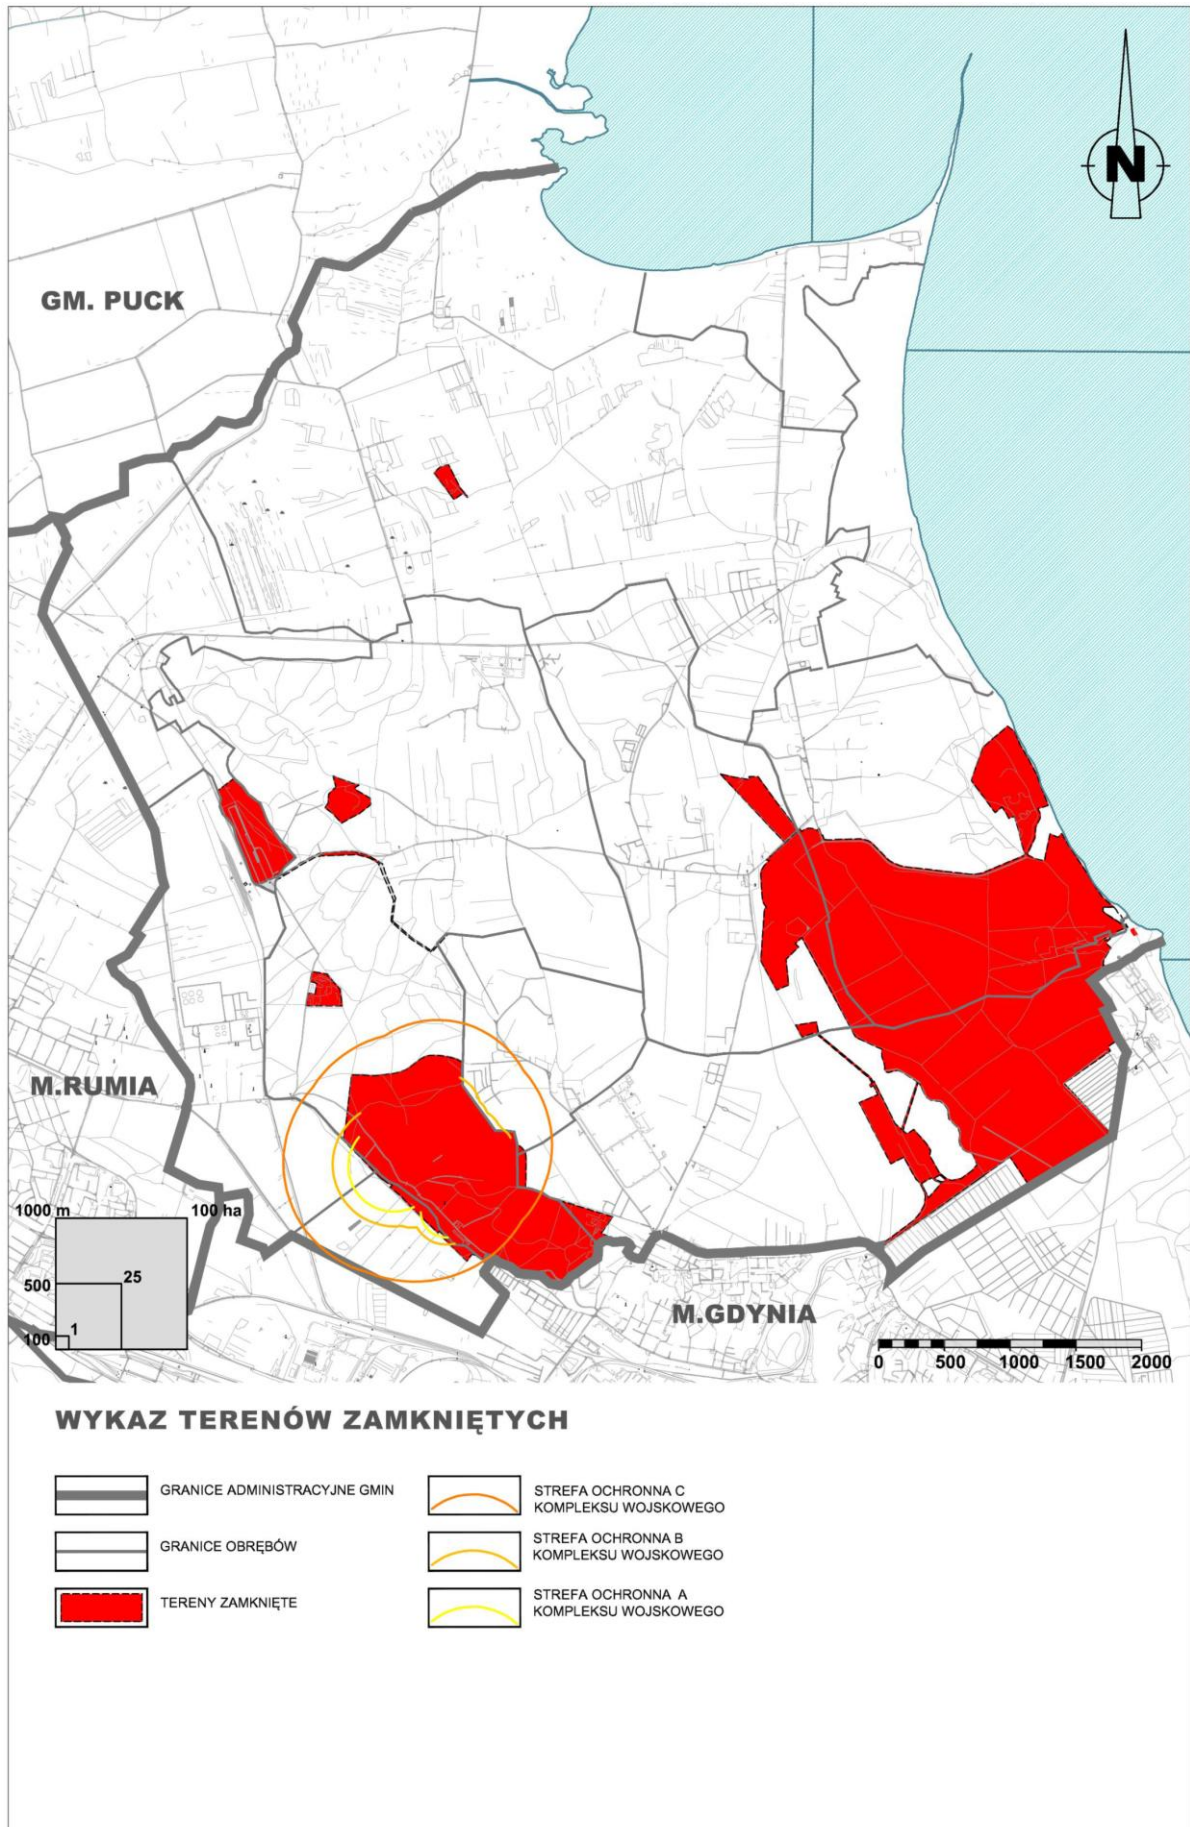 N
GM. PUCK
M.RUMIA
1000 m
100 ha
500
25
100
1
M.GDYNIA
0 500 1000 1500 2000
WYKAZ TERENÓW ZAMKNIĘTYCH
GRANICE ADMINISTRACYJNE GMIN
GRANICE OBRĘBÓW
TERENY ZAMKNIĘTE
STREFA OCHRONNA C
KOMPLEKSU WOJSKOWEGO
STREFA OCHRONNA B
KOMPLEKSU WOJSKOWEGO
STREFA OCHRONNA A
KOMPLEKSU WOJSKOWEGO